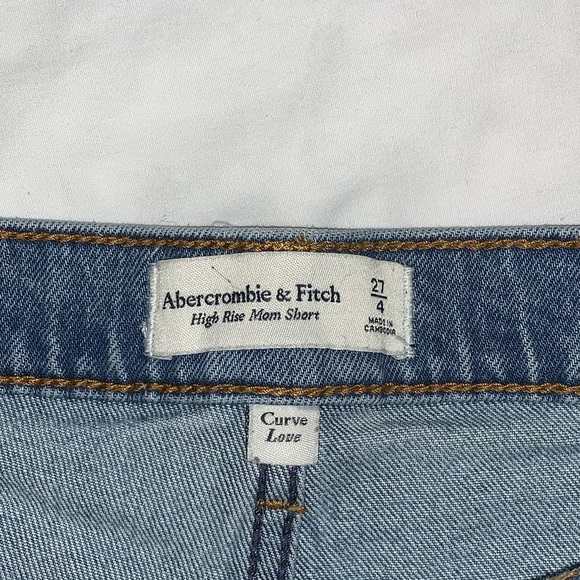 Abercrombie & Fitch
High Rise Mom Short
27
4
MADE IN
CAMBODIA
Curve
Love